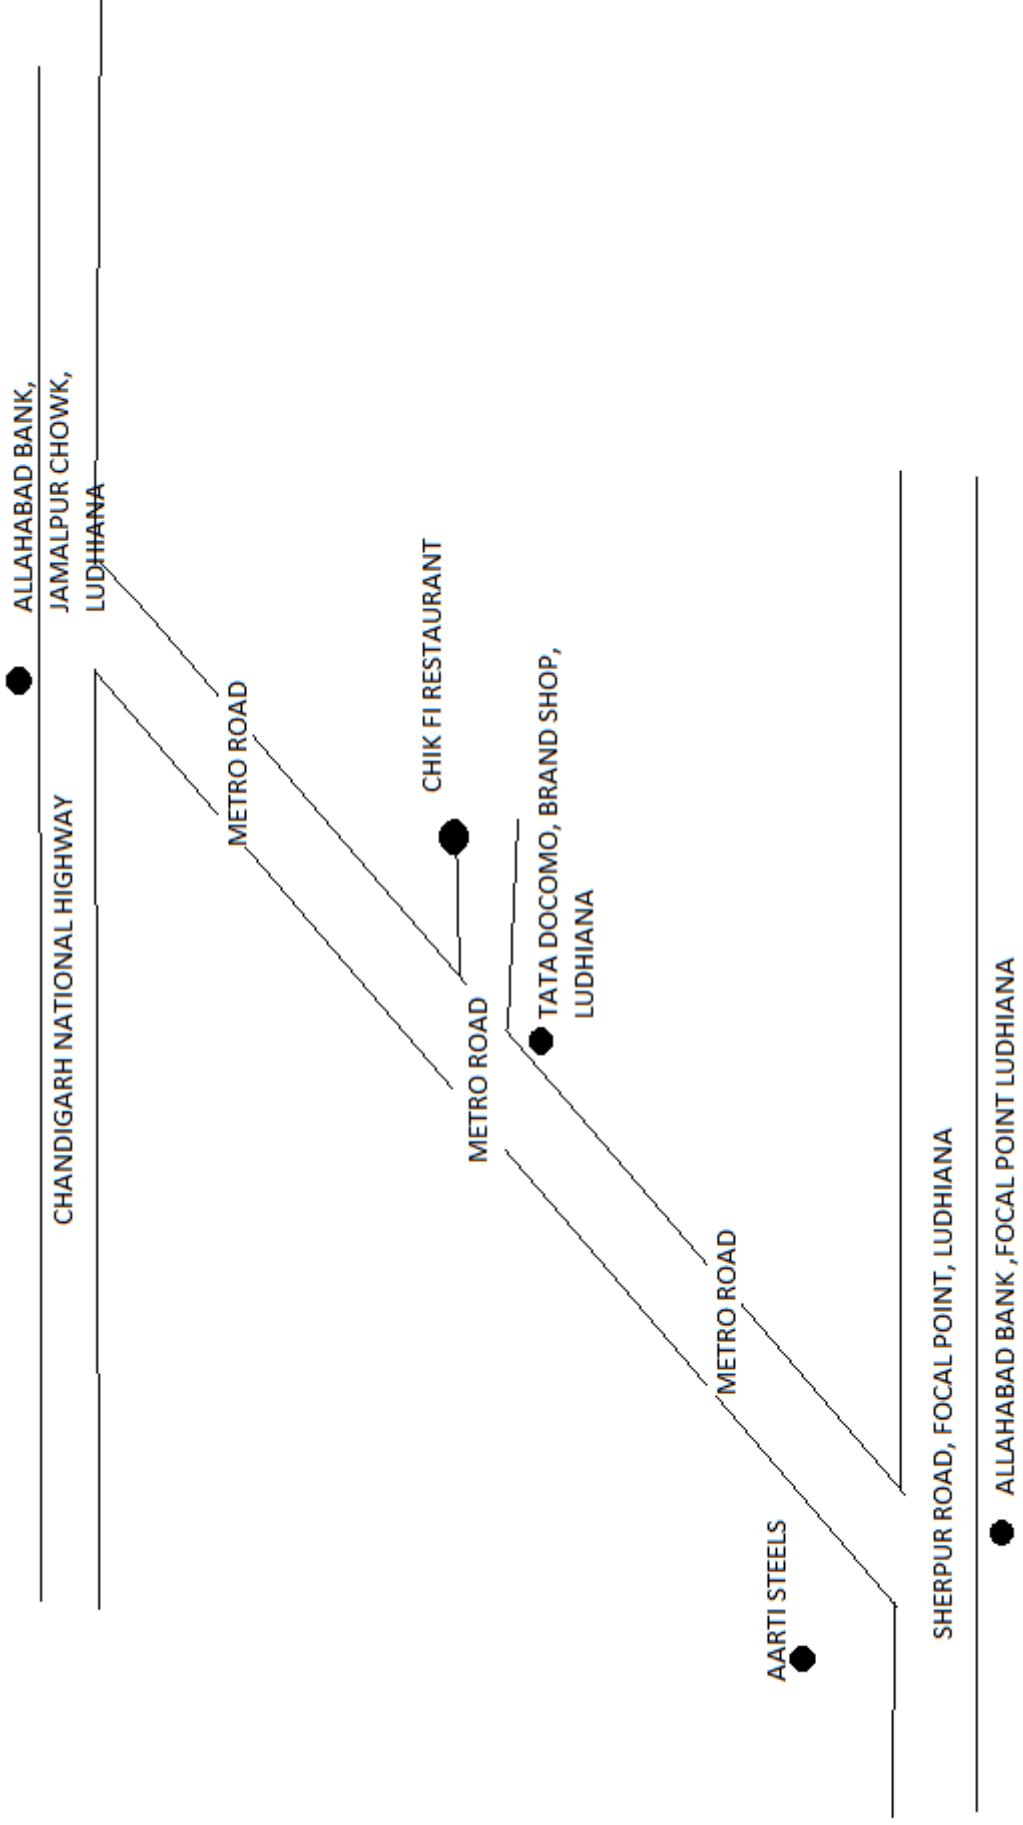 ALLAHABAD BANK,
JAMALPUR CHOWK,
LUDHIANA
CHANDIGARH NATIONAL HIGHWAY
METRO ROAD
CHIK FI RESTAURANT
METRO ROAD
TATA DOCOMO, BRAND SHOP,
LUDHIANA
METRO ROAD
AARTI STEELS
SHERPUR ROAD, FOCAL POINT, LUDHIANA
ALLAHABAD BANK ,FOCAL POINT LUDHIANA